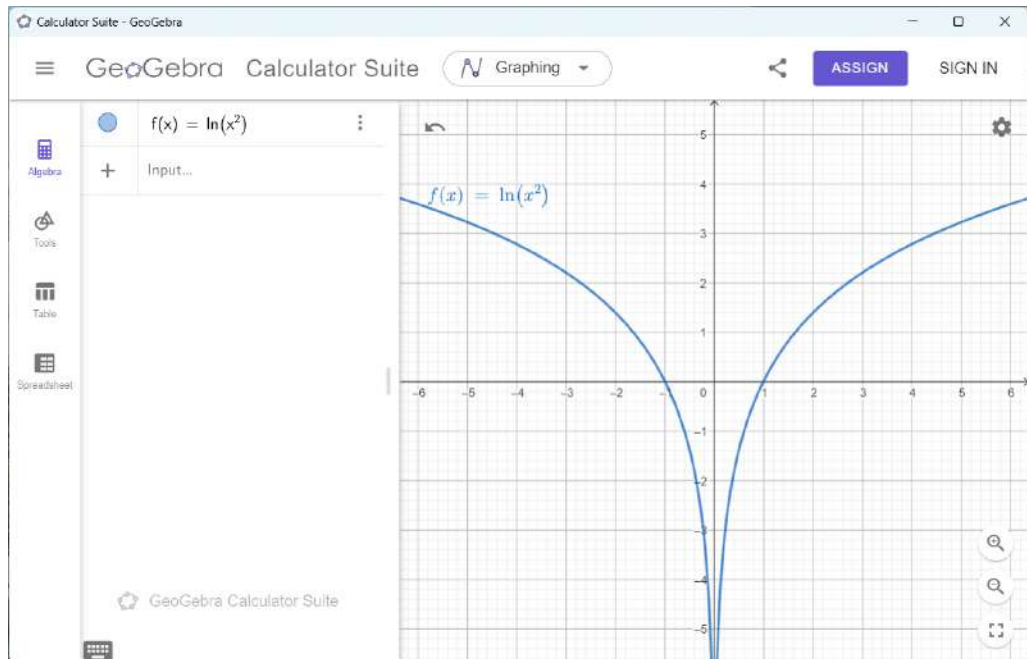 Calculator Suite - GeoGebra
GeoGebra Calculator Suite Graphing ASSIGN SIGN IN
f(x) = ln(x²)
Input...
Algebra
Tools
Table
Spreadsheet
GeoGebra Calculator Suite
f(x) = ln(x²)
5
4
3
2
1
-6 -5 -4 -3 -2 -1 0 1 2 3 4 5 6
-1
-2
-3
-4
-5